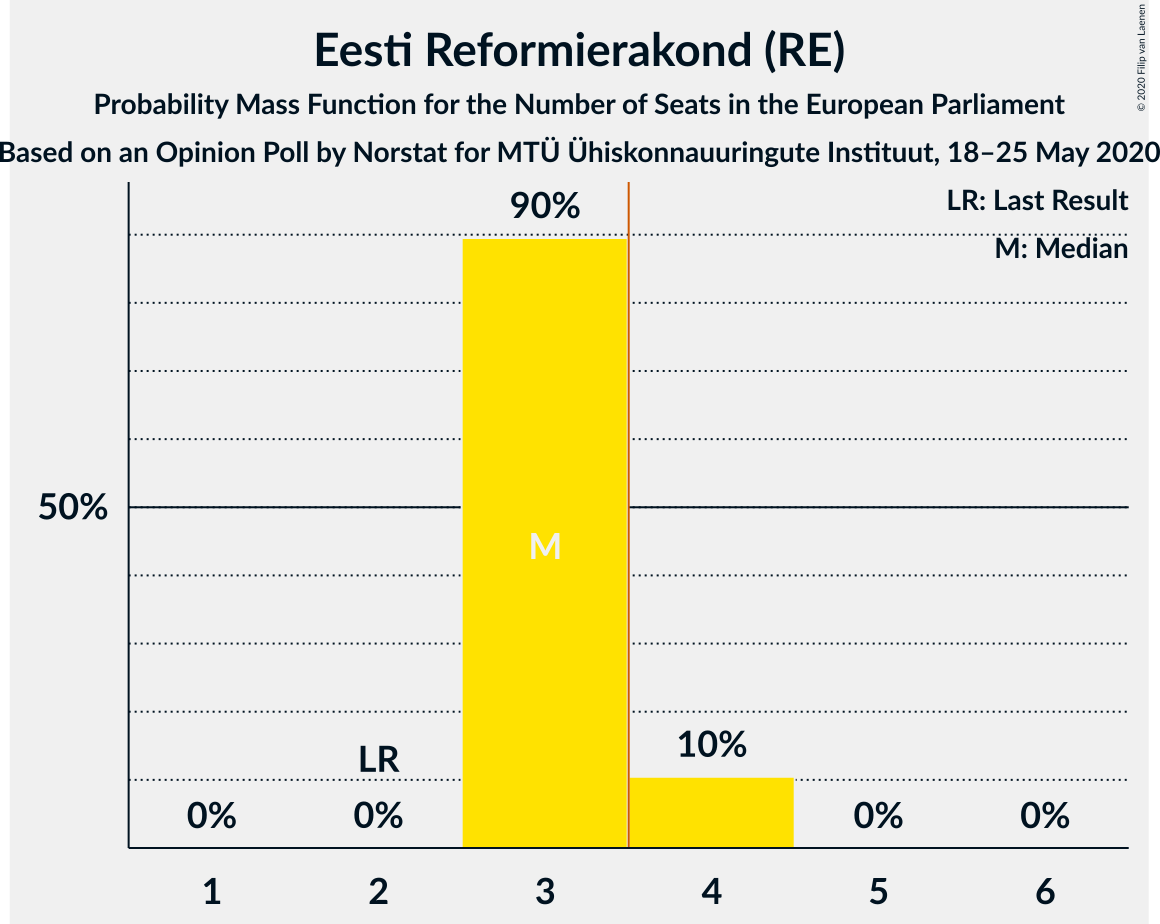 Eesti Reformierakond (RE)
Probability Mass Function for the Number of Seats in the European Parliament
Based on an Opinion Poll by Norstat for MTÜ Ühiskonnauuringute Instituut, 18–25 May 2020
© 2020 Filip van Laenen
LR: Last Result
M: Median
90%
50%
M
LR
10%
0%
0%
0%
0%
1 2 3 4 5 6